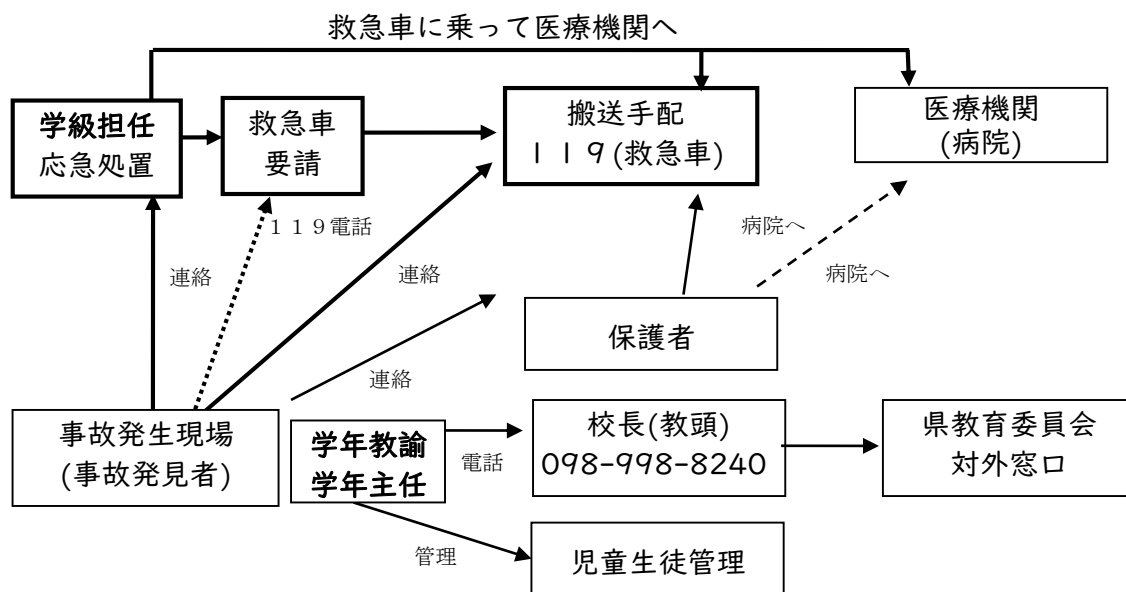 救急車に乗って医療機関へ
学級担任
応急処置
救急車
要請
搬送手配
１１９(救急車)
医療機関
(病院)
１１９電話
病院へ
病院へ
連絡
連絡
連絡
保護者
事故発生現場
(事故発見者)
学年教諭
学年主任
電話
校長(教頭)
098-998-8240
県教育委員会
対外窓口
管理
児童生徒管理